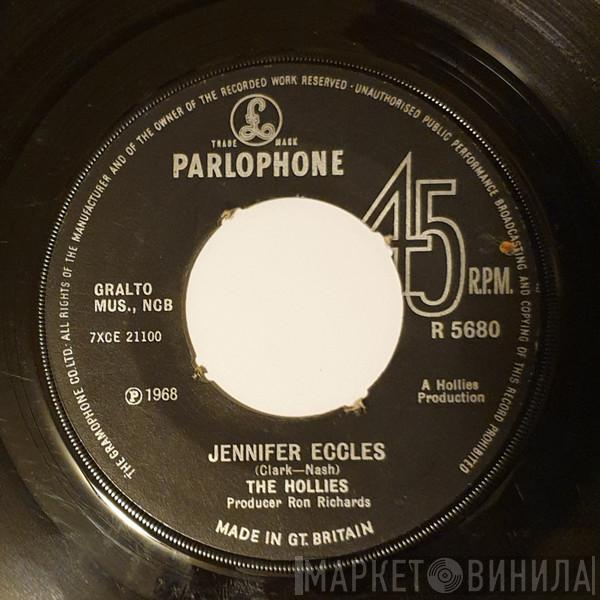 THE GRAMOPHONE CO. LTD. ALL RIGHTS OF THE MANUFACTURER AND OF THE OWNER OF THE RECORDED WORK RESERVED · UNAUTHORISED PUBLIC PERFORMANCE BROADCASTING AND COPYING OF THIS RECORD PROHIBITED
£
TRADE MARK
PARLOPHONE
45
R.P.M.
GRALTO
MUS., NCB
7XCE 21100
R 5680
℗ 1968
A Hollies
Production
JENNIFER ECCLES
(Clark—Nash)
THE HOLLIES
Producer Ron Richards
MADE IN GT. BRITAIN
МАРКЕТ ВИНИЛА